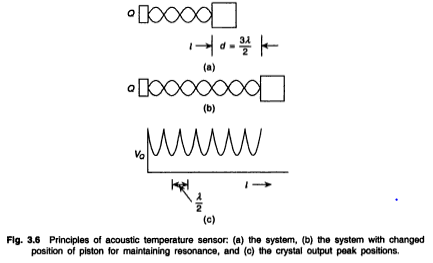 Q
l d = 3λ/2
(a)
Q
(b)
VQ
λ/2 l
(c)
Fig. 3.6 Principles of acoustic temperature sensor: (a) the system, (b) the system with changed
position of piston for maintaining resonance, and (c) the crystal output peak positions.